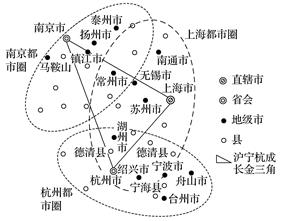 泰州市
南京市
扬州市
上海都市圈
镇江市
南通市
南京都
市圈
马鞍山
无锡市
常州市
上海市
苏州市
直辖市
省会
地级市
县
沪宁杭成
长金三角
湖
州市
德清县
德清县
杭州市
绍兴市
宁波市
宁海县
舟山市
台州市
杭州都
市圈